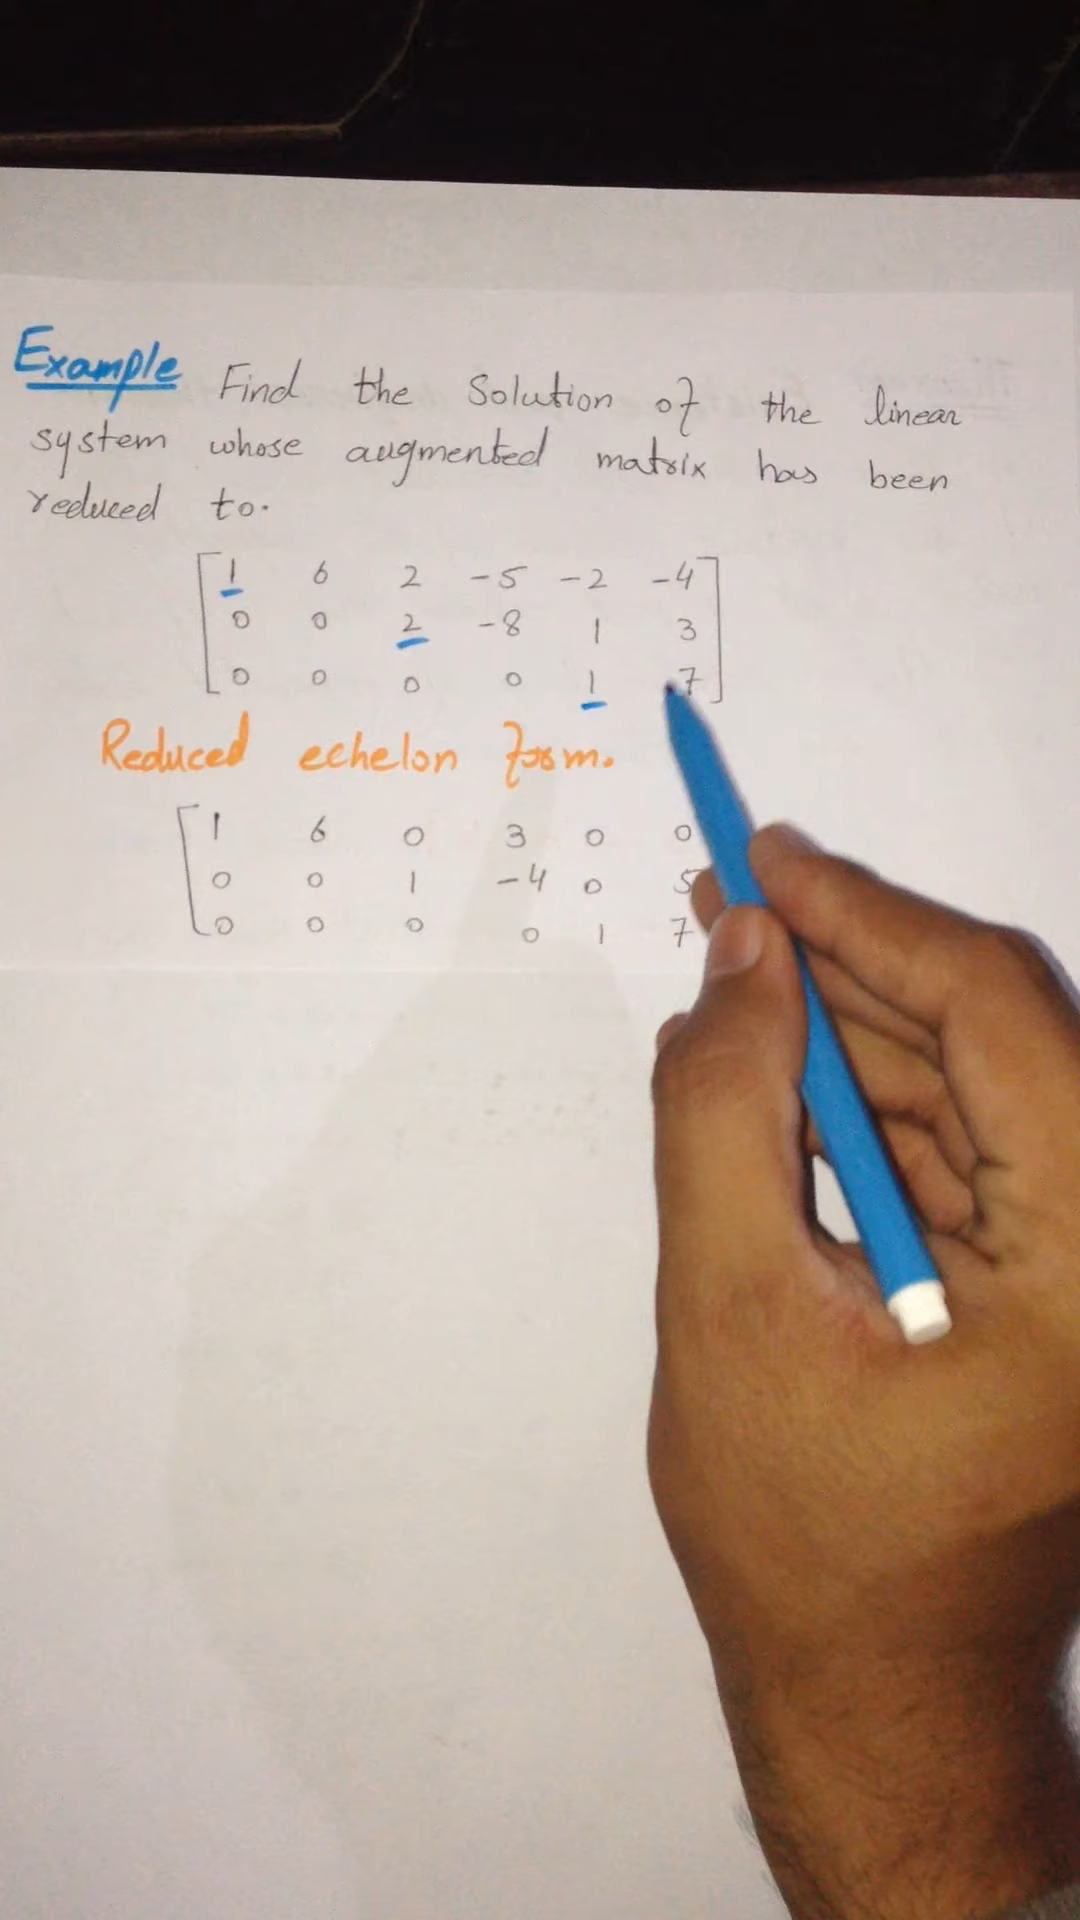 Example Find the Solution of the linear
system whose augmented matrix has been
reduced to.
1 6 2 -5 -2 -4
0 0 2 -8 1 3
0 0 0 0 1 7
Reduced echelon form.
1 6 0 3 0 0
0 0 1 -4 0 5
0 0 0 0 1 7